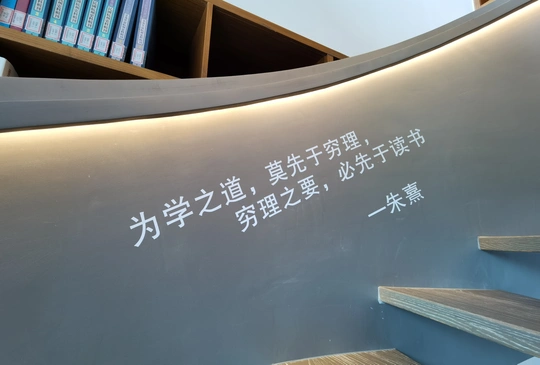 为学之道，莫先于穷理，
穷理之要，必先于读书
—朱熹